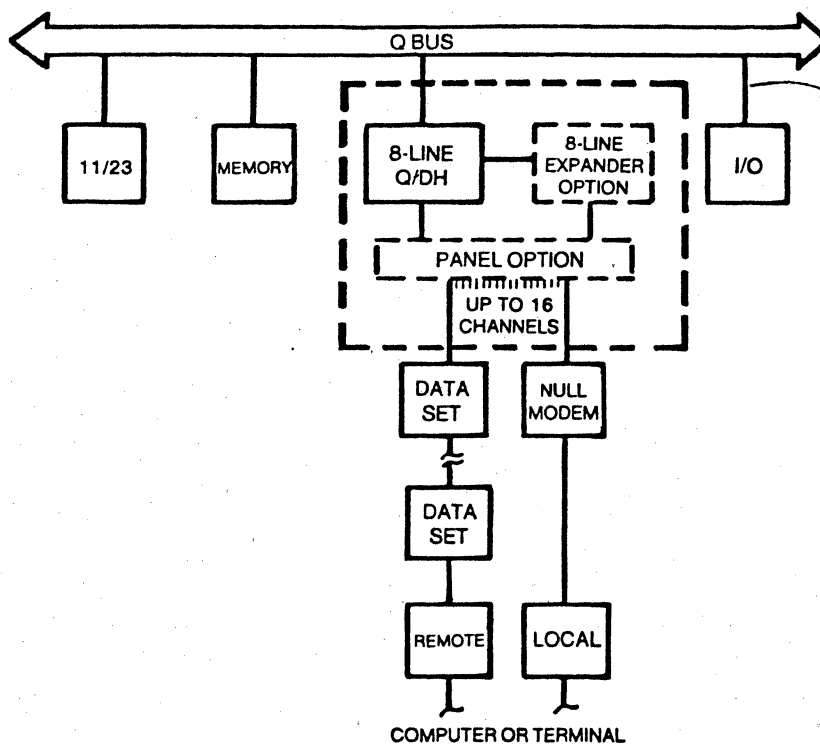 Q BUS
11/23
MEMORY
8-LINE
Q/DH
8-LINE
EXPANDER
OPTION
I/O
PANEL OPTION
UP TO 16
CHANNELS
DATA
SET
NULL
MODEM
DATA
SET
REMOTE
LOCAL
COMPUTER OR TERMINAL